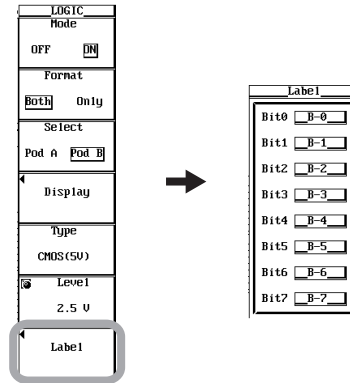 LOGIC
Mode
OFF ON
Format
Both Only
Select
Pod A Pod B
Display
Type
CMOS(5V)
Level
2.5 V
Label
Label
Bit0 B-0
Bit1 B-1
Bit2 B-2
Bit3 B-3
Bit4 B-4
Bit5 B-5
Bit6 B-6
Bit7 B-7